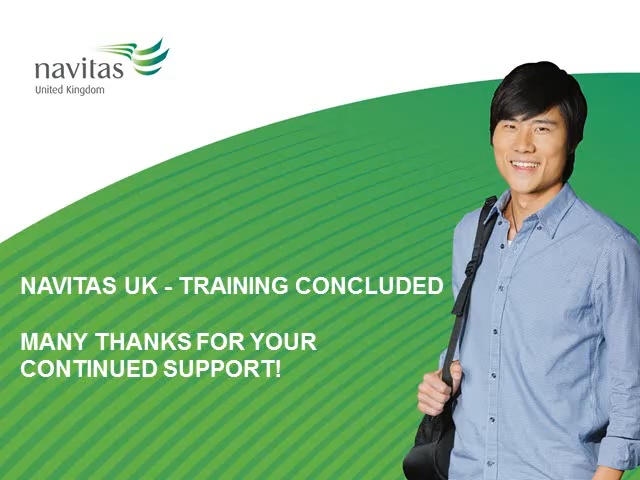 navitas
United Kingdom
NAVITAS UK - TRAINING CONCLUDED
MANY THANKS FOR YOUR
CONTINUED SUPPORT!